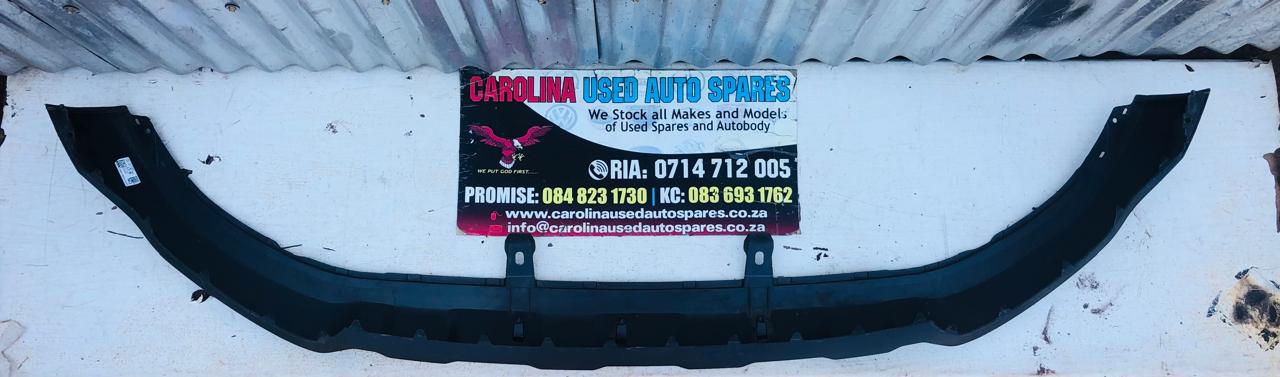 CAROLINA USED AUTO SPARES
We Stock all Makes and Models
of Used Spares and Autobody
WE PUT GOD FIRST.....
RIA: 0714 712 005
PROMISE: 084 823 1730 | KC: 083 693 1762
www.carolinausedautospares.co.za
info@carolinausedautospares.co.za